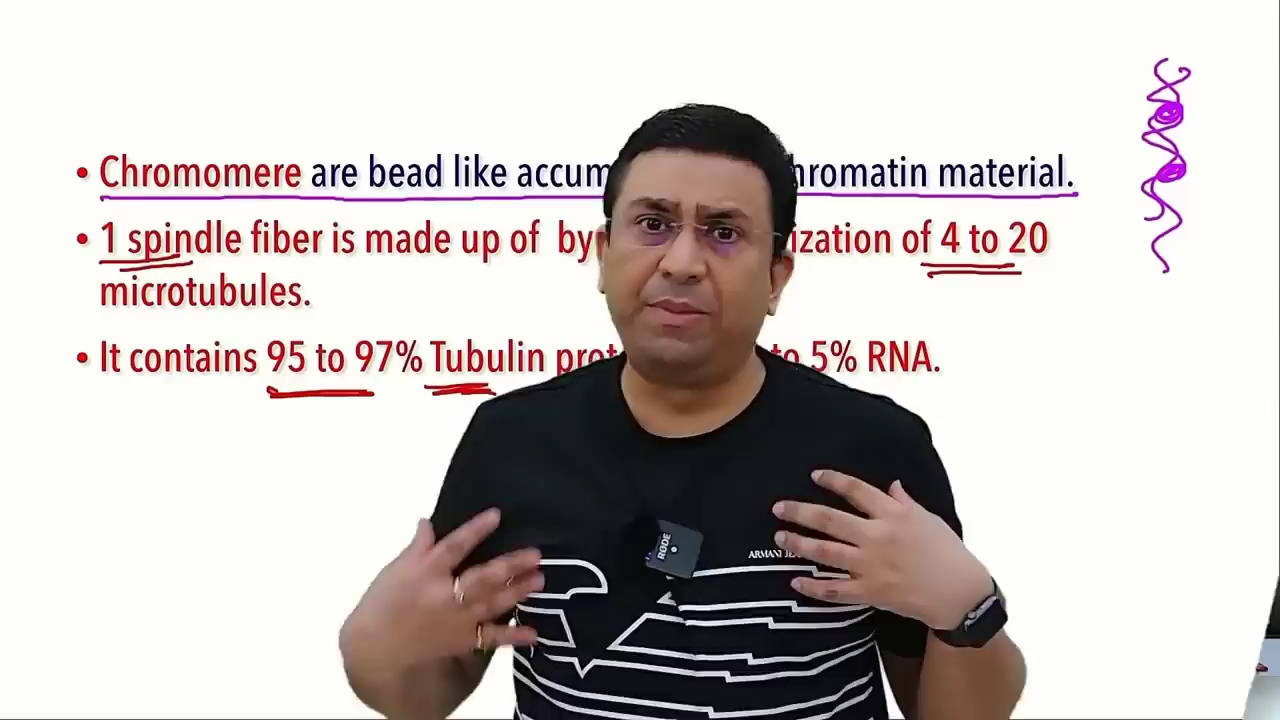 • Chromomere are bead like accum hromatin material.
• 1 spindle fiber is made up of by ization of 4 to 20
microtubules.
• It contains 95 to 97% Tubulin prot to 5% RNA.
RØDE
ARMANI